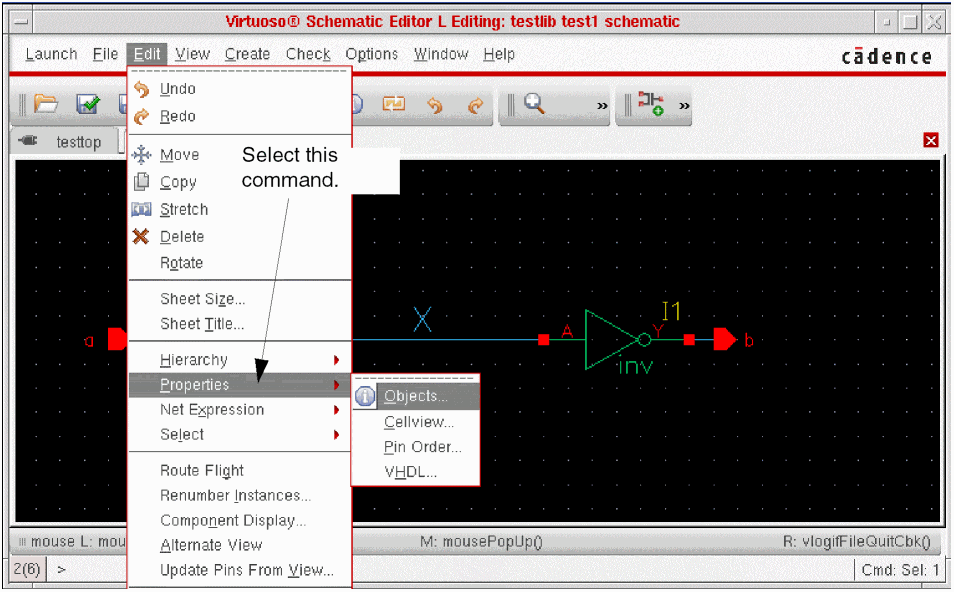 Virtuoso® Schematic Editor L Editing: testlib test1 schematic
Launch File Edit View Create Check Options Window Help
cādence
» »
testtop
Undo
Redo
Move
Copy
Stretch
Delete
Rotate
Select this
command.
Sheet Size...
Sheet Title...
Hierarchy
Properties
Net Expression
Select
Objects...
Cellview...
Pin Order...
VHDL...
Route Flight
Renumber Instances...
Component Display...
Alternate View
Update Pins From View...
a
X
A
I1
Y
b
inv
mouse L: mou
M: mousePopUp()
R: vlogifFileQuitCbk()
2(6) >
Cmd: Sel: 1